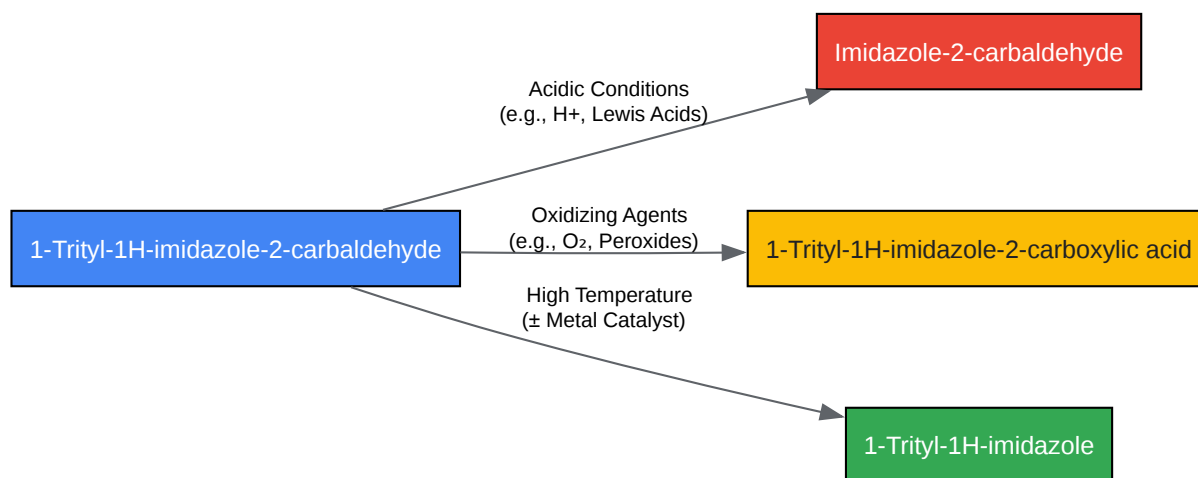 Imidazole-2-carbaldehyde
Acidic Conditions
(e.g., H+, Lewis Acids)
1-Trityl-1H-imidazole-2-carbaldehyde
Oxidizing Agents
(e.g., O₂, Peroxides)
1-Trityl-1H-imidazole-2-carboxylic acid
High Temperature
(± Metal Catalyst)
1-Trityl-1H-imidazole